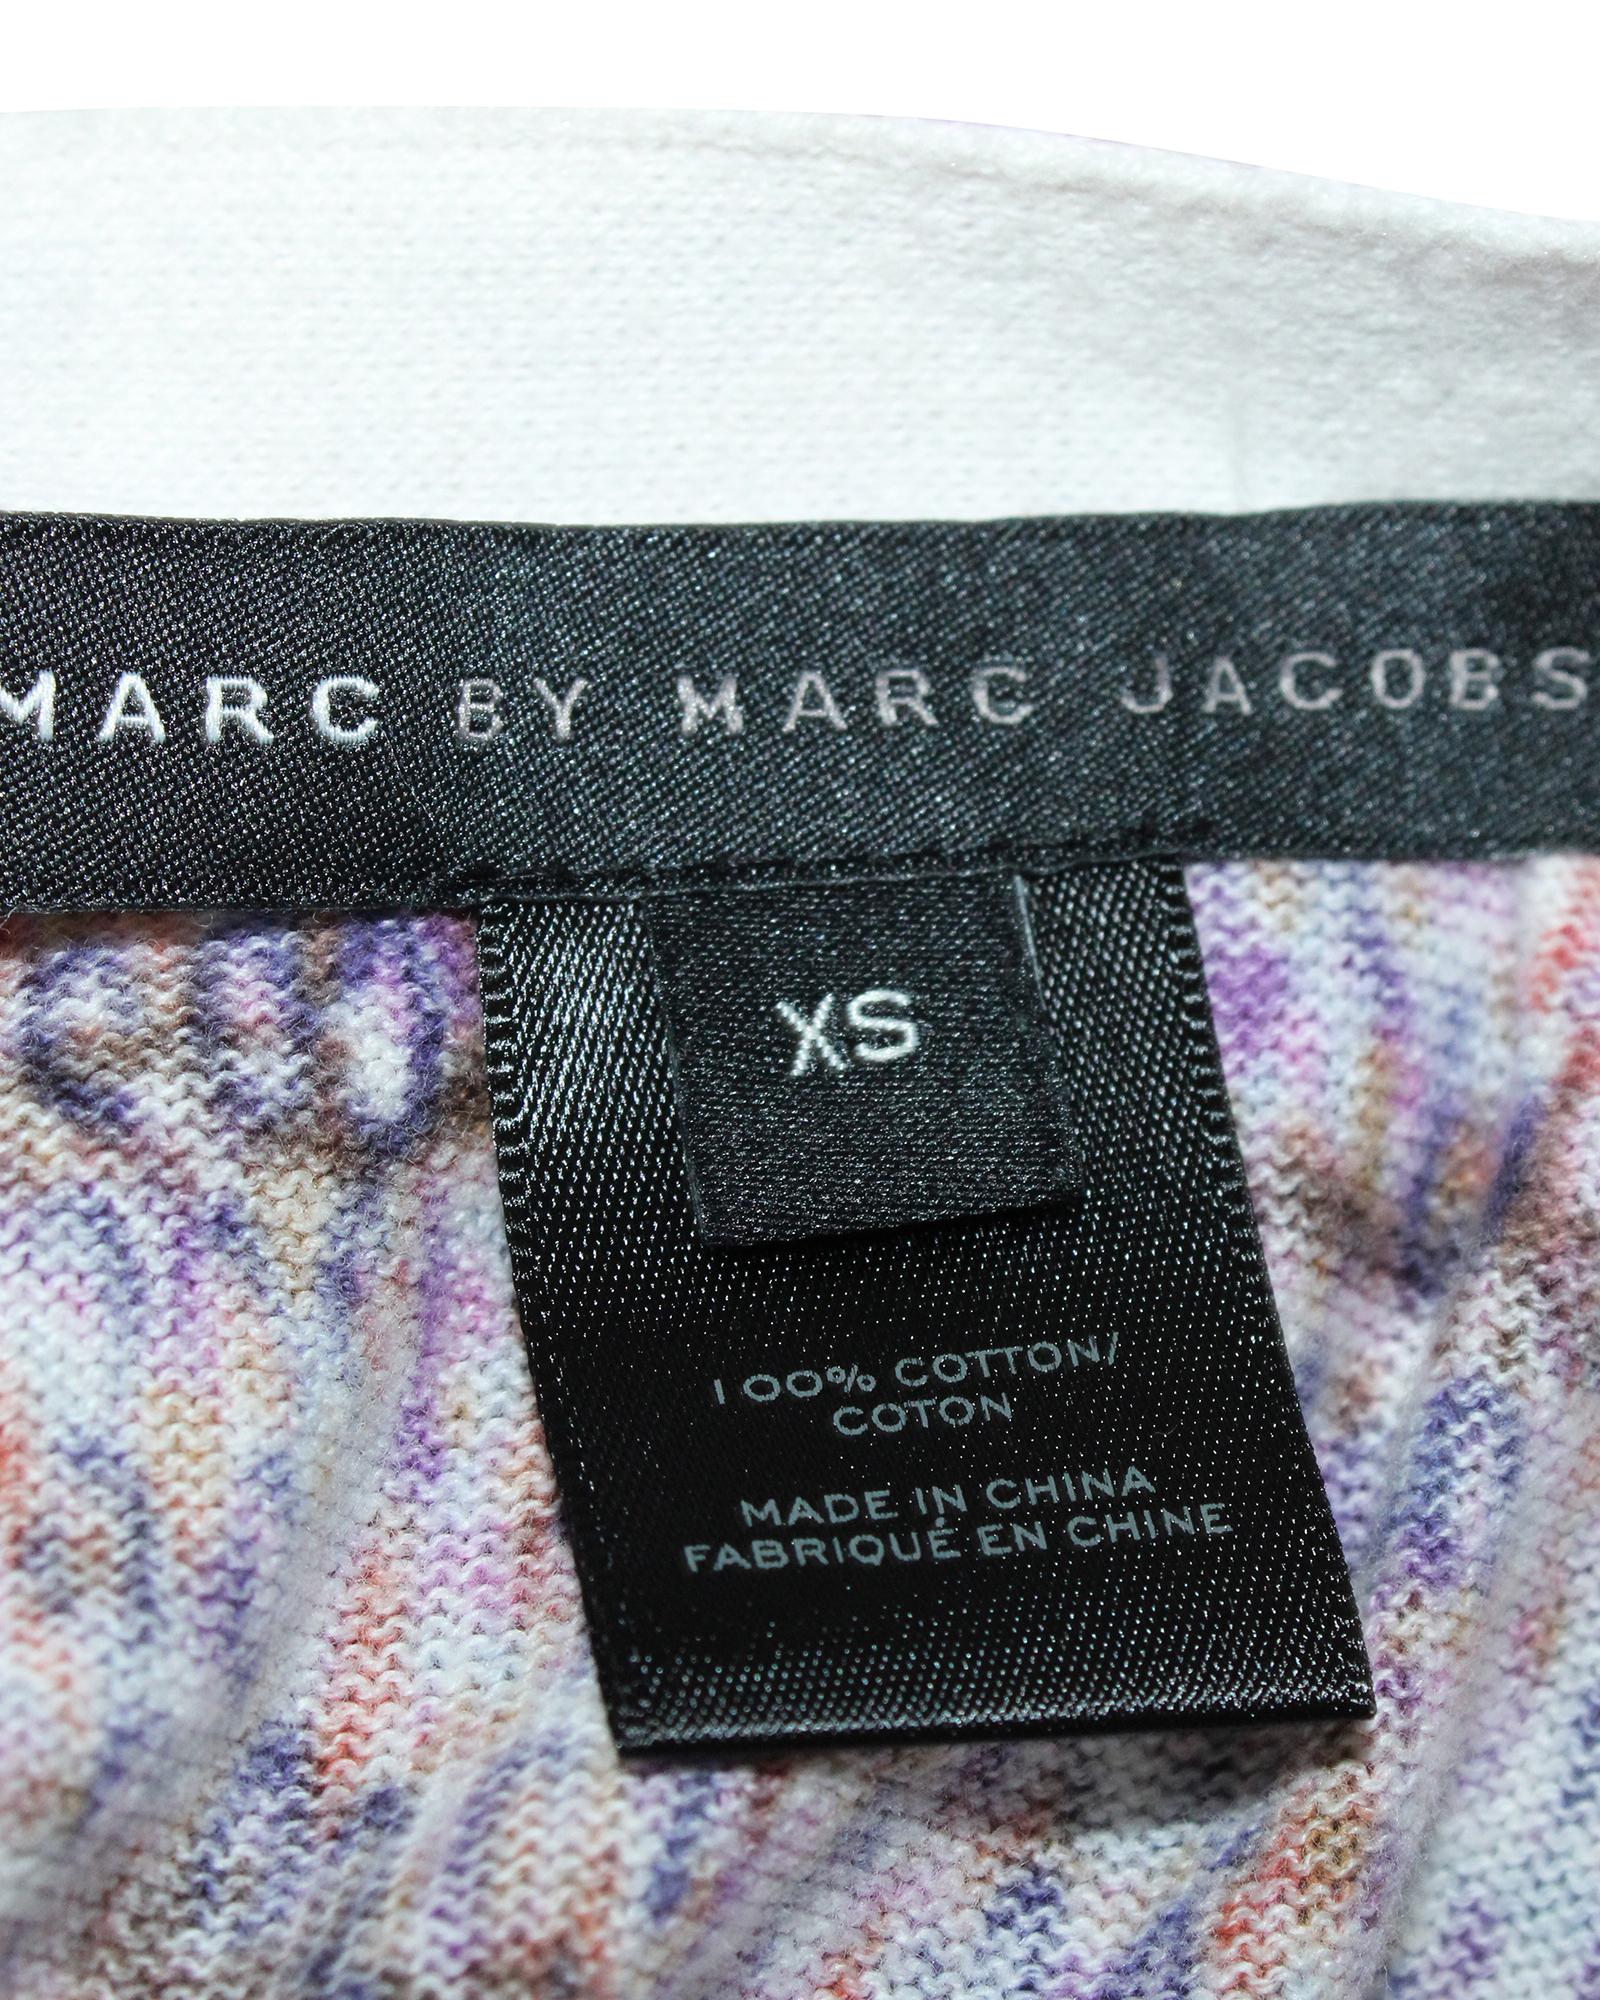 MARC BY MARC JACOBS
XS
100% COTTON/
COTON
MADE IN CHINA
FABRIQUÉ EN CHINE